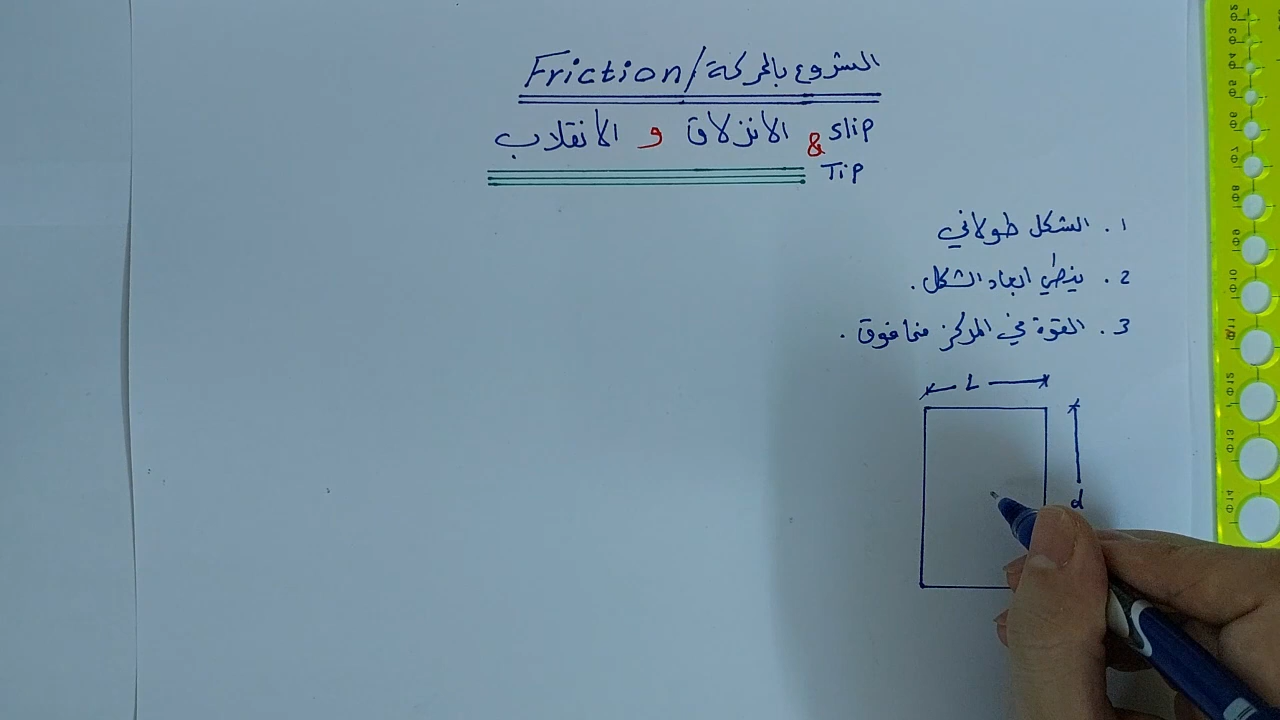 الشروع بالحركة / Friction
الانزلاق و الانقلاب slip & Tip
1. الشكل طولاني
2. ينطي ابعاد الشكل.
3. القوة في المركز فما فوق.
L
d